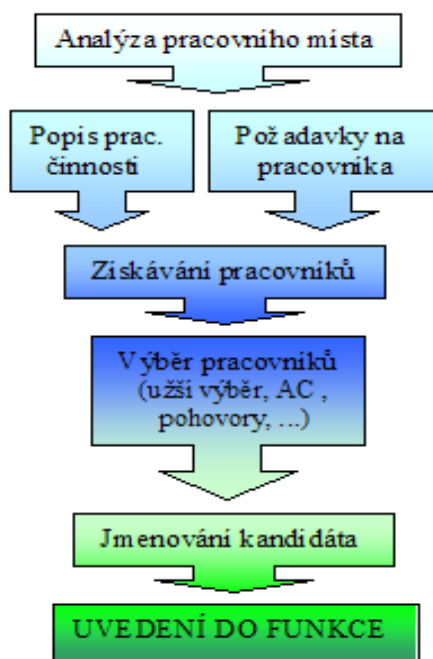 Analýza pracovního místa
Popis prac.
činnosti
Požadavky na
pracovníka
Získávání pracovníků
Výběr pracovníků
(užší výběr, AC ,
pohovory, ...)
Jmenování kandidáta
UVEDENÍ DO FUNKCE